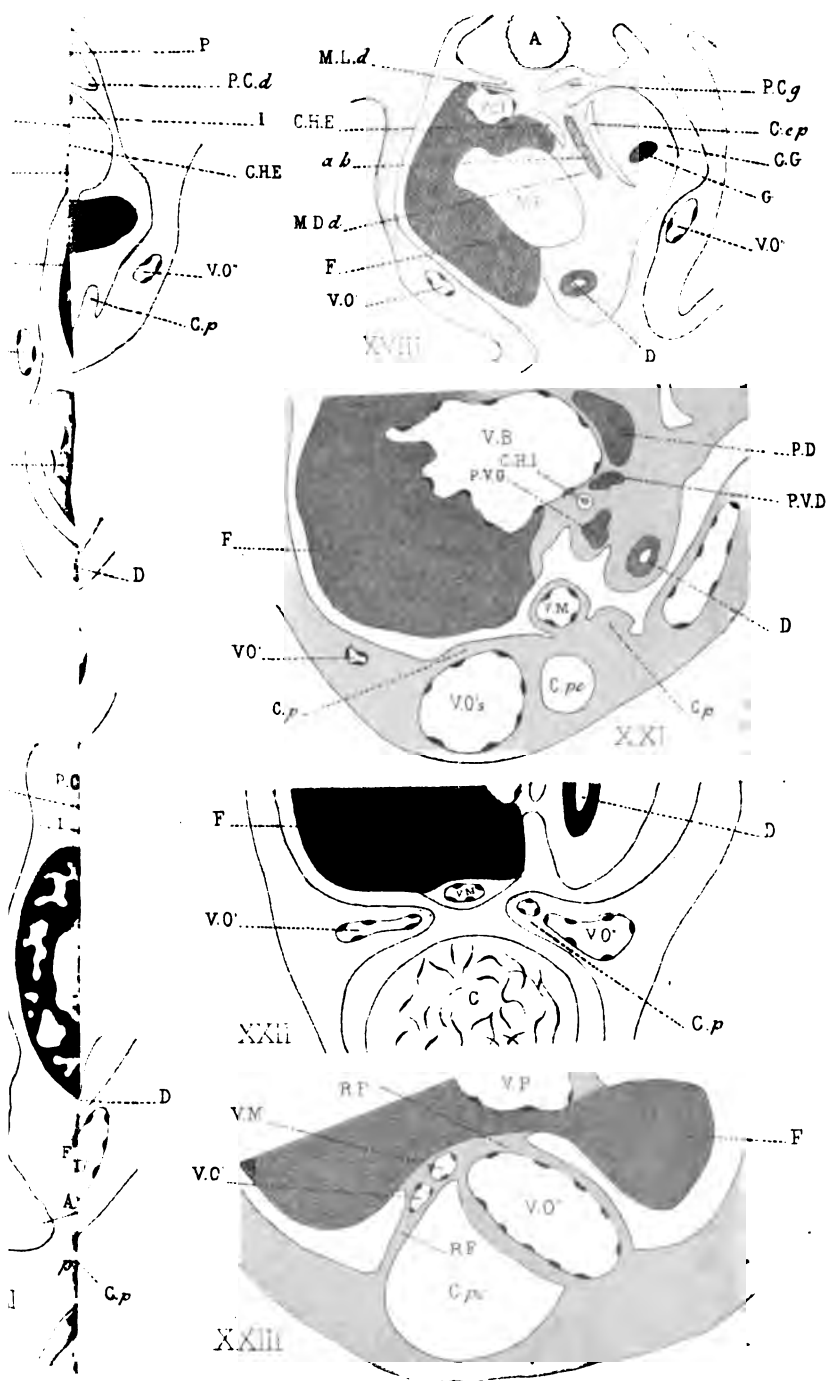 P
P.C.d
I
C.H.E
V.O"
C.p
D
P.C
I
D
F
A
p
C.p
I
A
M.L.d
P.C g
C.H.E
C.c p
a b
C.G
G
M D d
F
V.O"
V.O'
D
XVIII
V.B
P.D
C.H.I
P.V.G
P.V.D
F
V.M
D
V O'
C.p
V.O's
C.pe
C.p
XXI
F
D
V.M
V.O'
V O"
C
C.p
XXII
R F
V.P
V.M
F
V.O'
V.O"
R F
C.pe
XXIII